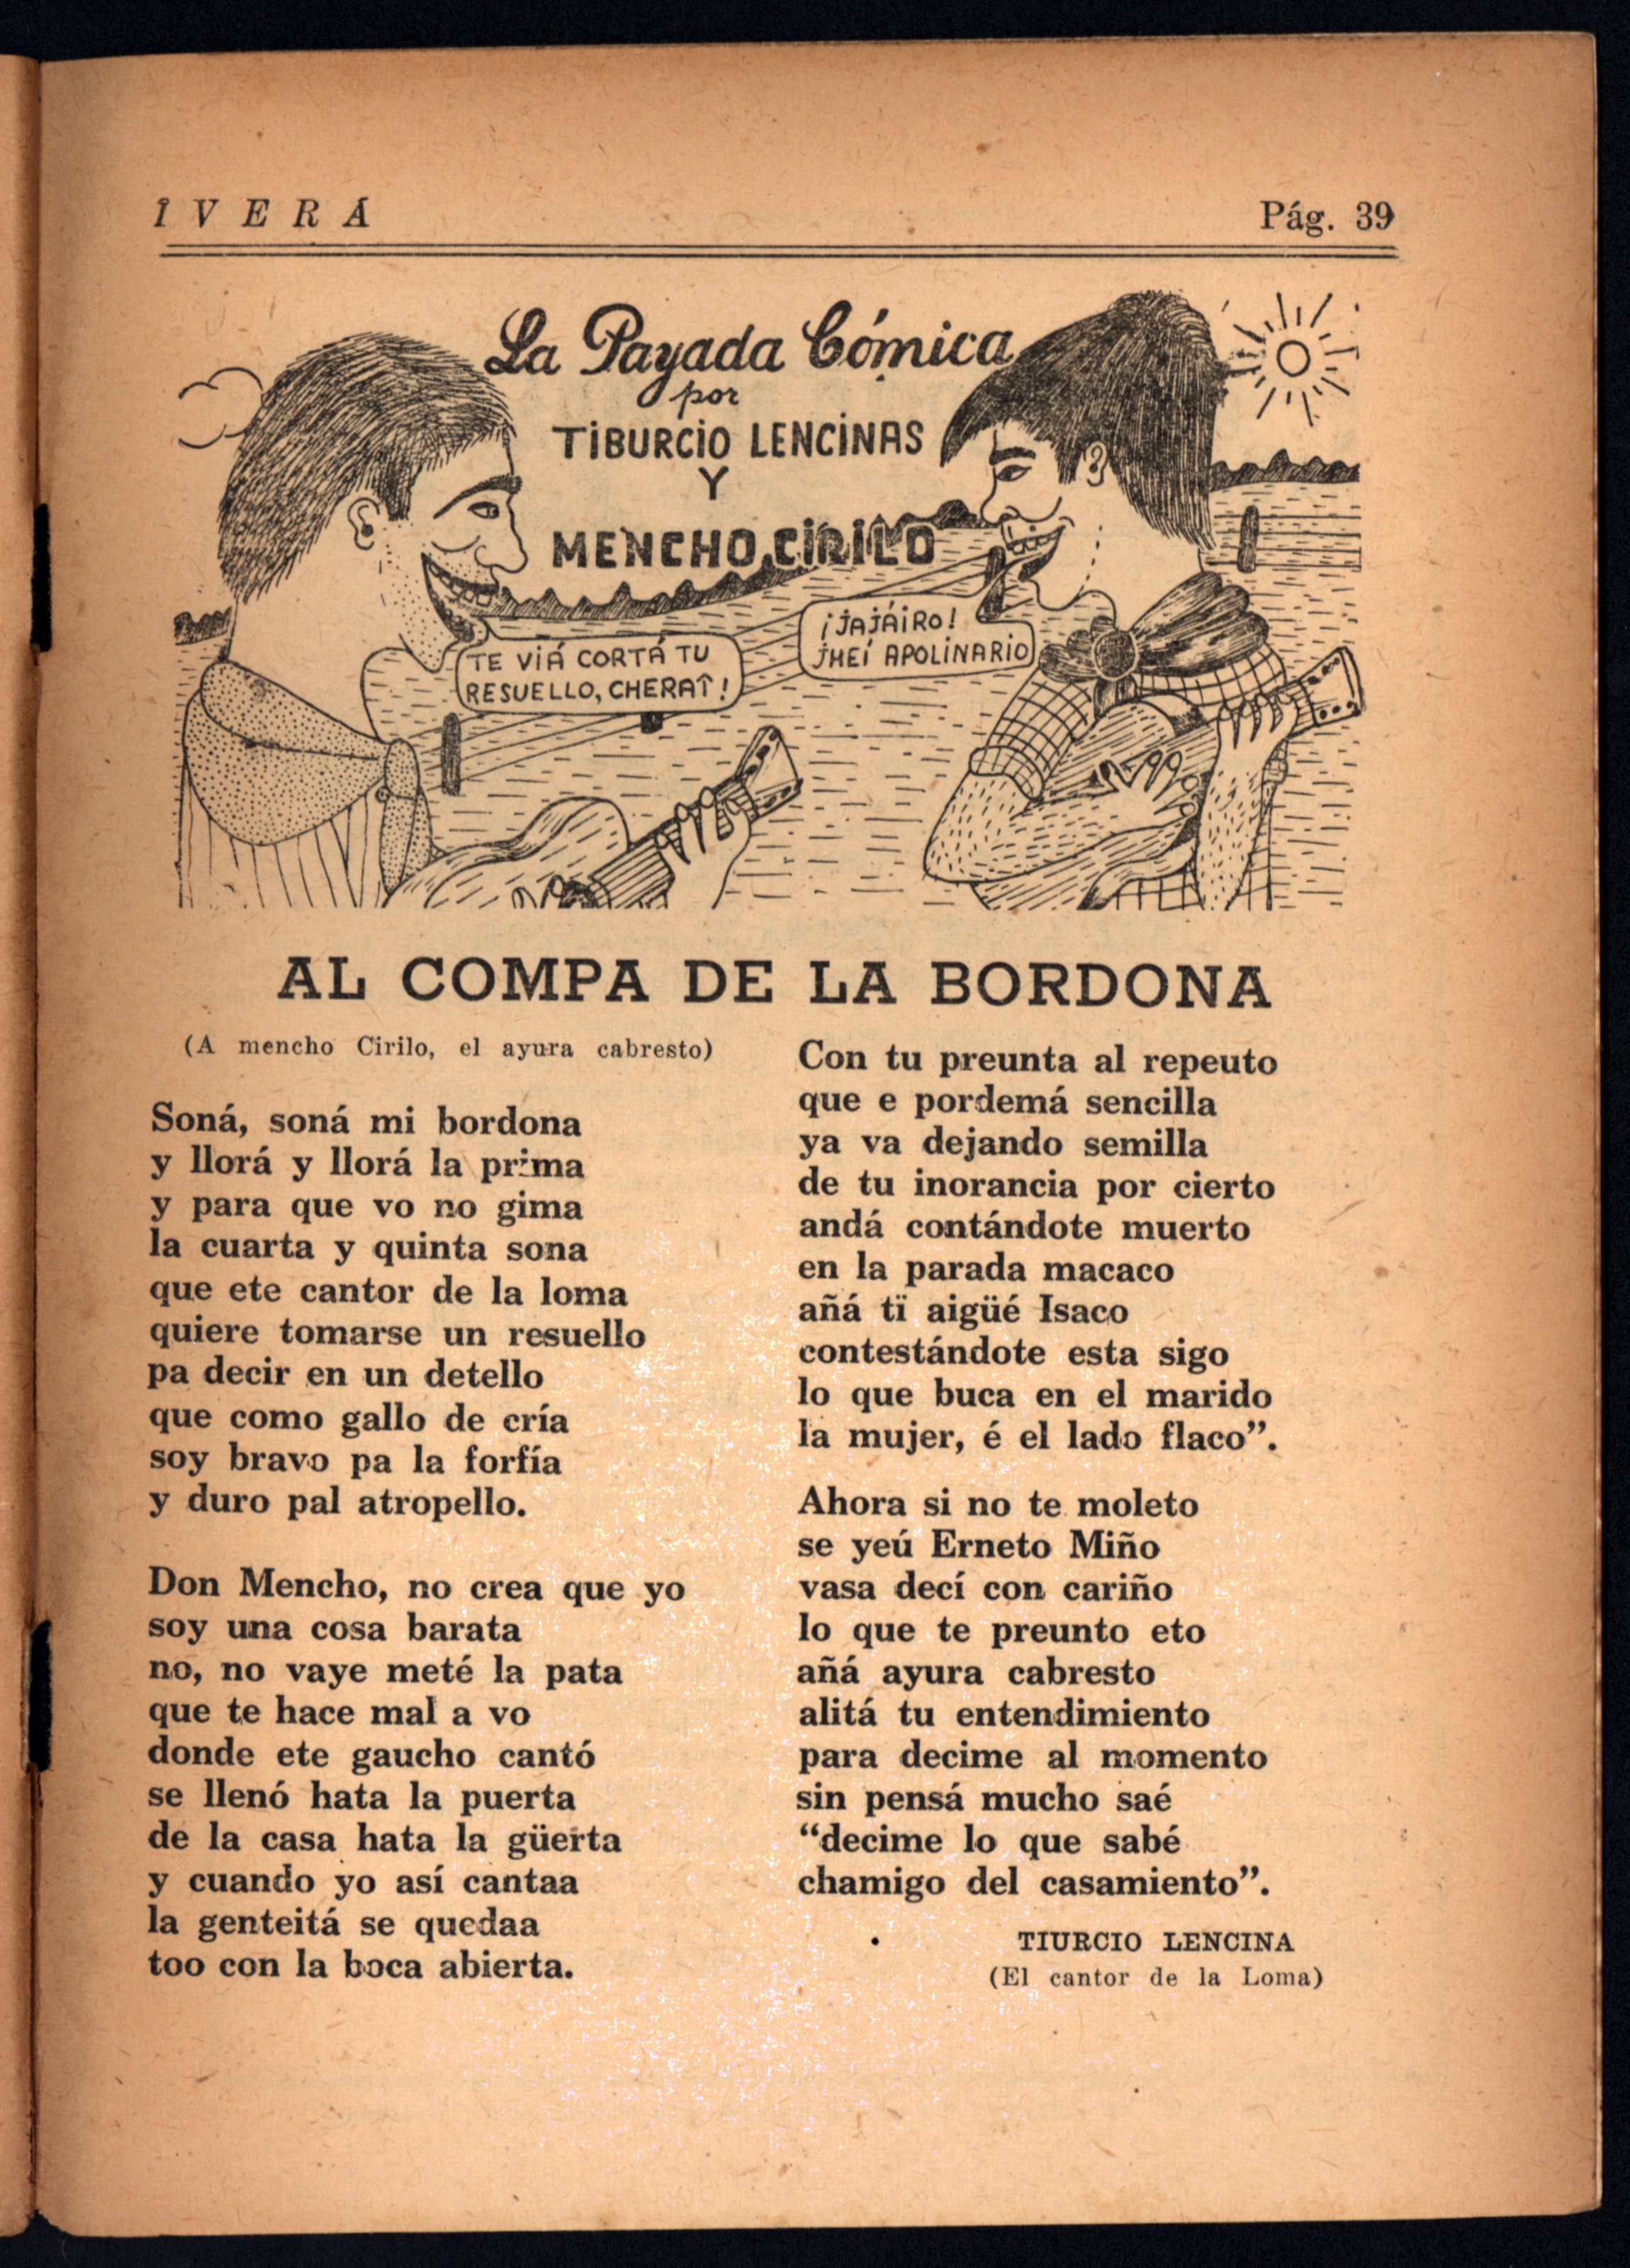 Î V E R Á
Pág. 39
La Payada Cómica
por
TIBURCIO LENCINAS
Y
MENCHO CIRILO
TE VIÁ CORTÁ TU
RESUELLO, CHERAÎ!
¡JAJÁIRO!
JHEÍ APOLINARIO
AL COMPA DE LA BORDONA
(A mencho Cirilo, el ayura cabresto)
Soná, soná mi bordona
y llorá y llorá la prima
y para que vo no gima
la cuarta y quinta sona
que ete cantor de la loma
quiere tomarse un resuello
pa decir en un detello
que como gallo de cría
soy bravo pa la forfía
y duro pal atropello.
Don Mencho, no crea que yo
soy una cosa barata
no, no vaye meté la pata
que te hace mal a vo
donde ete gaucho cantó
se llenó hata la puerta
de la casa hata la güerta
y cuando yo así cantaa
la genteitá se quedaa
too con la boca abierta.
Con tu preunta al repeuto
que e pordemá sencilla
ya va dejando semilla
de tu inorancia por cierto
andá contándote muerto
en la parada macaco
añá tï aigüé Isaco
contestándote esta sigo
lo que buca en el marido
la mujer, é el lado flaco”.
Ahora si no te moleto
se yeú Erneto Miño
vasa decí con cariño
lo que te preunto eto
añá ayura cabresto
alitá tu entendimiento
para decime al momento
sin pensá mucho saé
“decime lo que sabé
chamigo del casamiento”.
TIURCIO LENCINA
(El cantor de la Loma)